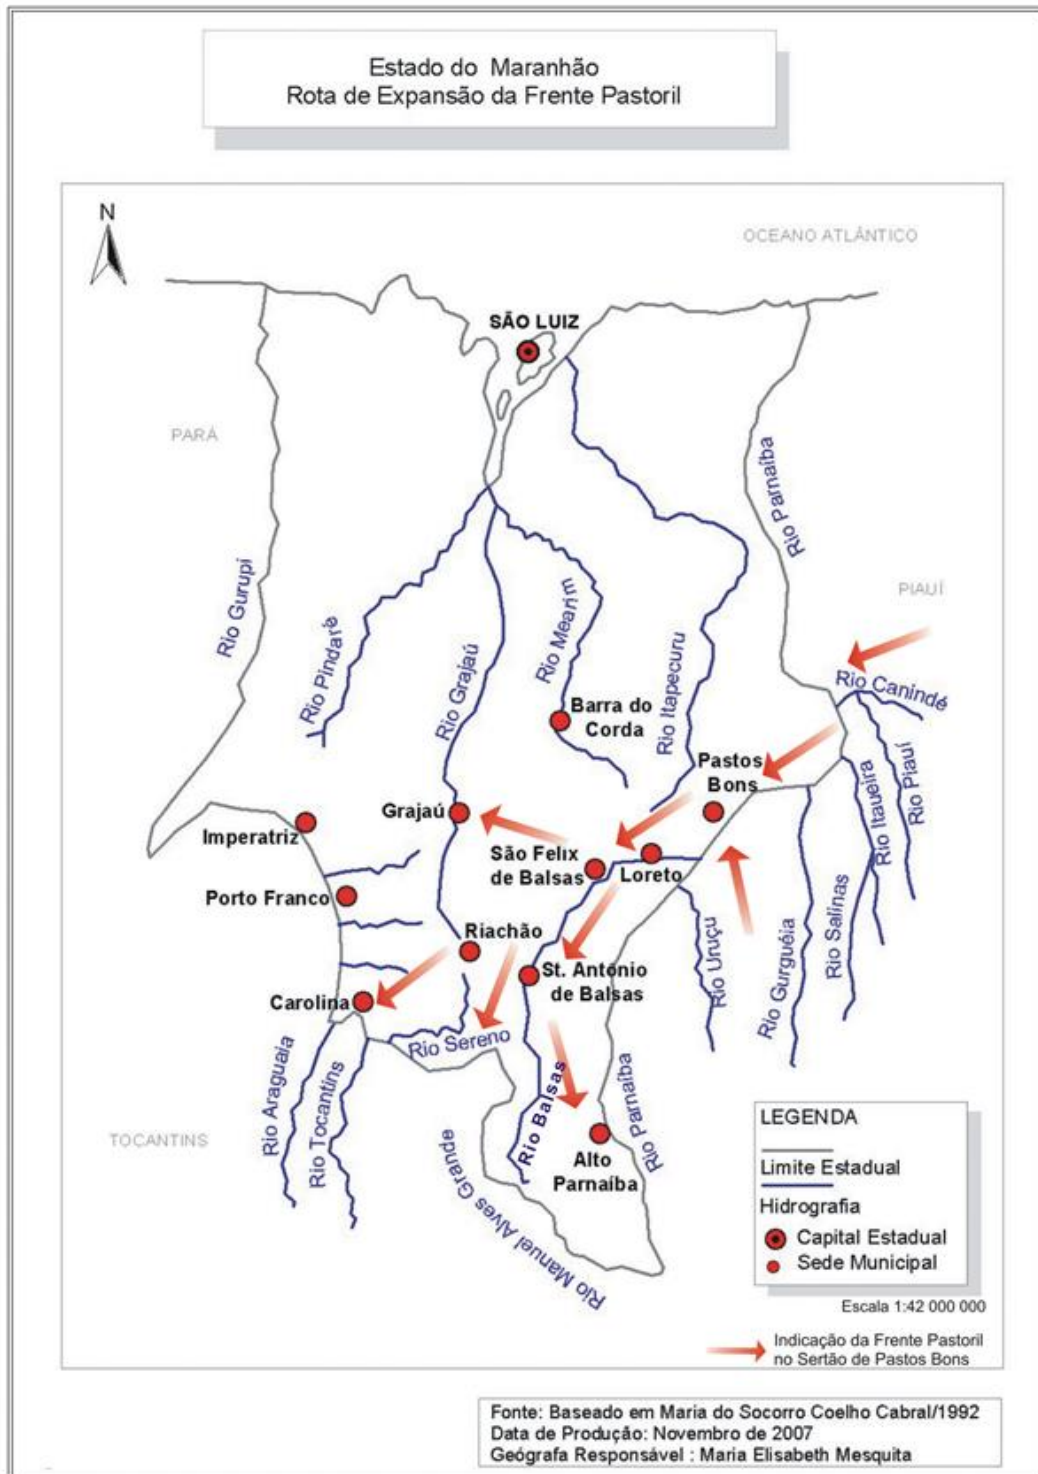 Estado do Maranhão
Rota de Expansão da Frente Pastoril
N
OCEANO ATLÂNTICO
SÃO LUIZ
PARÁ
Rio Parnaíba
Rio Gurupi
PIAUÍ
Rio Pindaré
Rio Grajaú
Rio Mearim
Rio Itapecuru
Rio Canindé
Barra do
Corda
Pastos
Bons
Rio Itaueira
Rio Piauí
Grajaú
Imperatriz
São Felix
de Balsas
Loreto
Porto Franco
Riachão
Rio Uruçu
Rio Gurguéia
Rio Salinas
St. Antônio
de Balsas
Carolina
Rio Sereno
Rio Araguaia
Rio Tocantins
Rio Balsas
Rio Parnaíba
TOCANTINS
Rio Manuel Alves Grande
Alto
Parnaíba
LEGENDA
Limite Estadual
Hidrografia
Capital Estadual
Sede Municipal
Escala 1:42 000 000
Indicação da Frente Pastoril
no Sertão de Pastos Bons
Fonte: Baseado em Maria do Socorro Coelho Cabral/1992
Data de Produção: Novembro de 2007
Geógrafa Responsável : Maria Elisabeth Mesquita